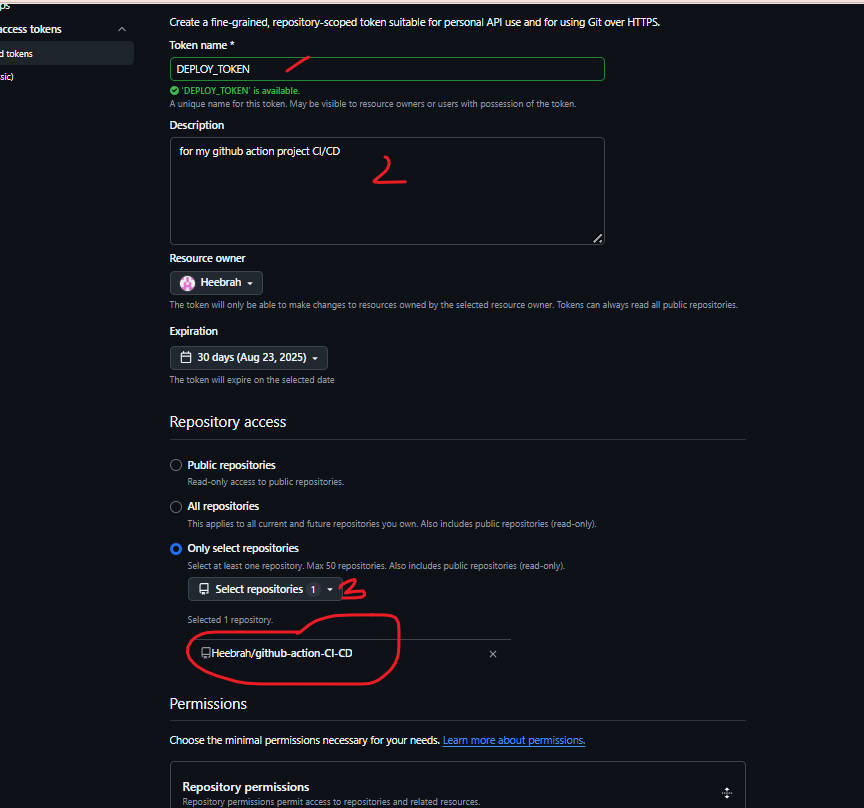 ps
access tokens
d tokens
sic)
Create a fine-grained, repository-scoped token suitable for personal API use and for using Git over HTTPS.
Token name *
DEPLOY_TOKEN
'DEPLOY_TOKEN' is available.
A unique name for this token. May be visible to resource owners or users with possession of the token.
Description
for my github action project CI/CD
2
Resource owner
Heebrah
The token will only be able to make changes to resources owned by the selected resource owner. Tokens can always read all public repositories.
Expiration
30 days (Aug 23, 2025)
The token will expire on the selected date
Repository access
Public repositories
Read-only access to public repositories.
All repositories
This applies to all current and future repositories you own. Also includes public repositories (read-only).
Only select repositories
Select at least one repository. Max 50 repositories. Also includes public repositories (read-only).
Select repositories 1 3
Selected 1 repository.
Heebrah/github-action-CI-CD
Permissions
Choose the minimal permissions necessary for your needs. Learn more about permissions.
Repository permissions
Repository permissions permit access to repositories and related resources.